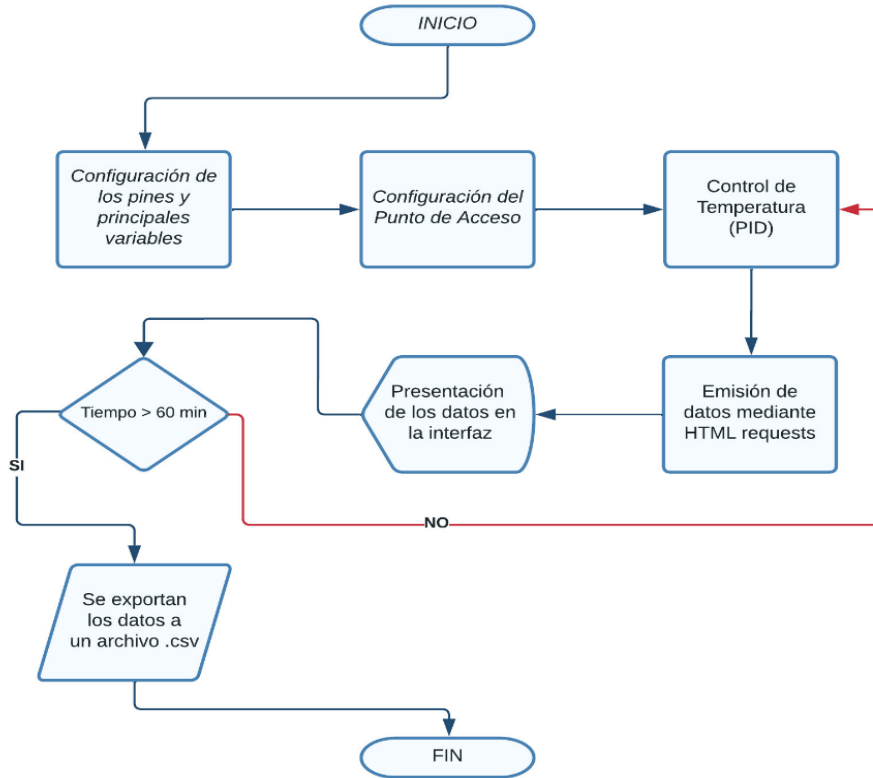 INICIO
Configuración de
los pines y
principales
variables
Configuración del
Punto de Acceso
Control de
Temperatura
(PID)
Emisión de
datos mediante
HTML requests
Presentación
de los datos en
la interfaz
Tiempo > 60 min
SI
NO
Se exportan
los datos a
un archivo .csv
FIN